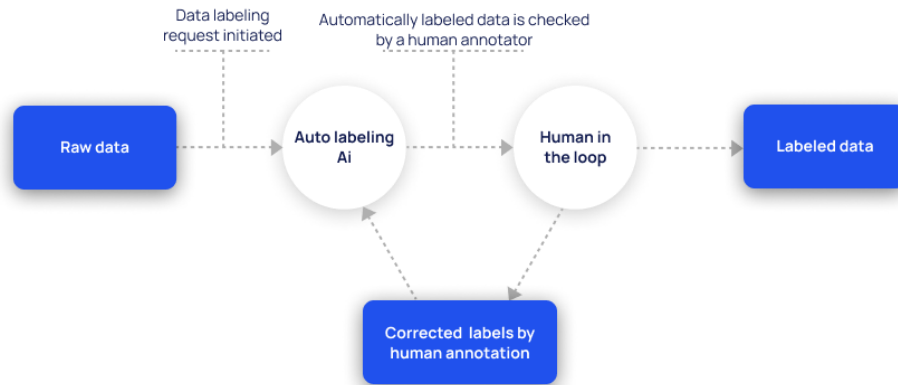 Data labeling
request initiated
Automatically labeled data is checked
by a human annotator
Raw data
Auto labeling
Ai
Human in
the loop
Labeled data
Corrected labels by
human annotation